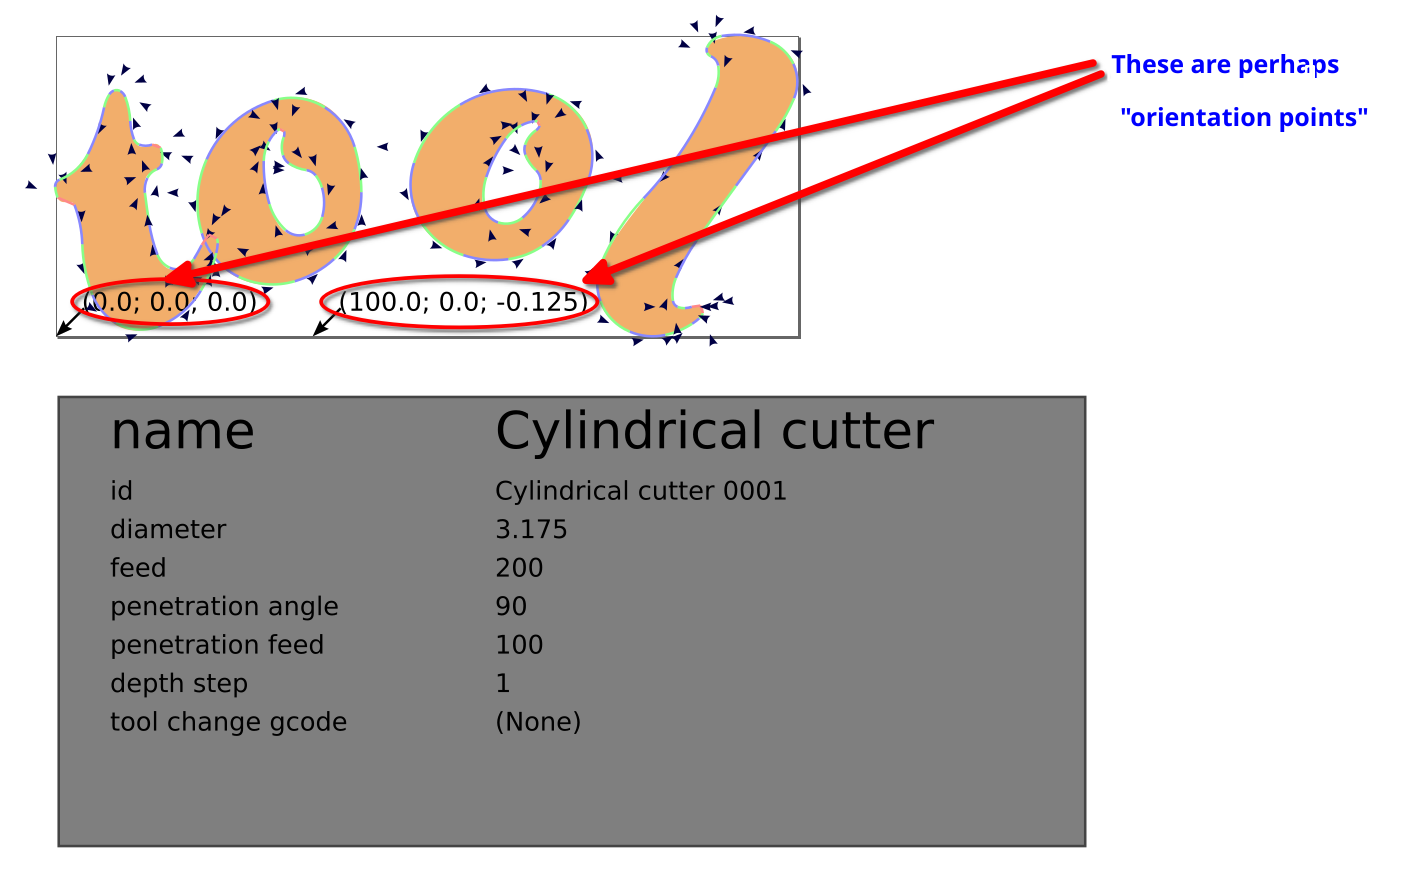 tool
These are perhaps
"orientation points"
(0.0; 0.0; 0.0) (100.0; 0.0; -0.125)
name Cylindrical cutter
id Cylindrical cutter 0001
diameter 3.175
feed 200
penetration angle 90
penetration feed 100
depth step 1
tool change gcode (None)